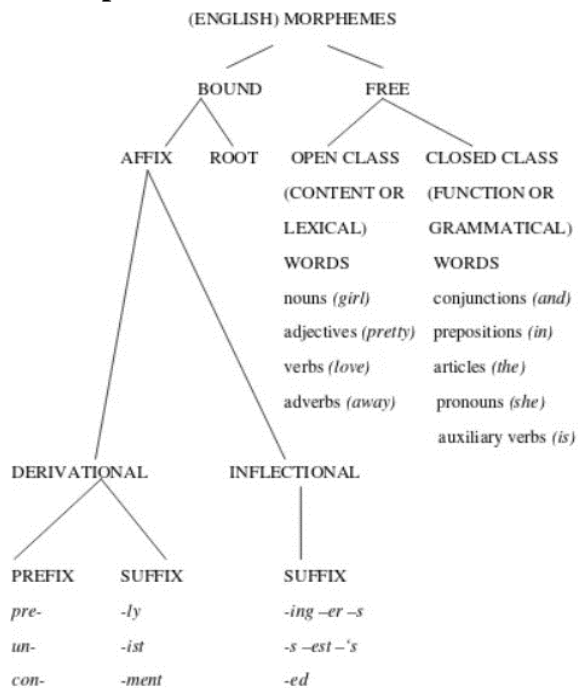 (ENGLISH) MORPHEMES
BOUND FREE
AFFIX ROOT OPEN CLASS CLOSED CLASS
(CONTENT OR (FUNCTION OR
LEXICAL) GRAMMATICAL)
WORDS WORDS
nouns (girl) conjunctions (and)
adjectives (pretty) prepositions (in)
verbs (love) articles (the)
adverbs (away) pronouns (she)
auxiliary verbs (is)
DERIVATIONAL INFLECTIONAL
PREFIX SUFFIX SUFFIX
pre- -ly -ing –er –s
un- -ist -s –est –‘s
con- -ment -ed